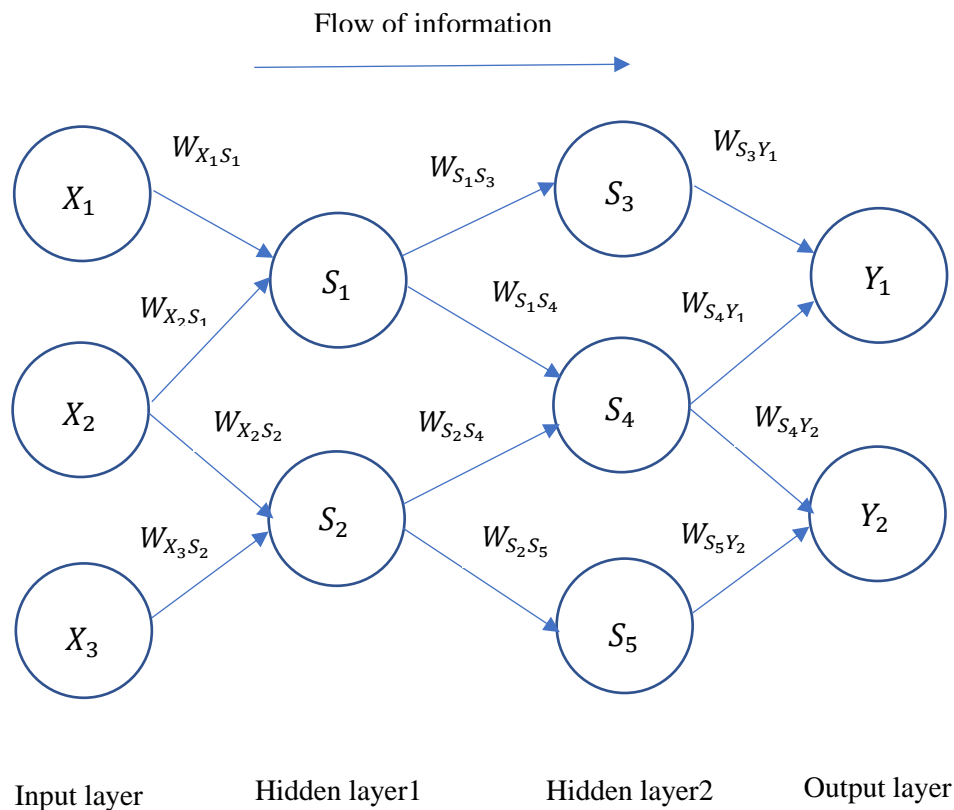 Flow of information
W_{X_1S_1}
W_{S_1S_3}
W_{S_3Y_1}
X_1
S_3
S_1
Y_1
W_{X_2S_1}
W_{S_1S_4}
W_{S_4Y_1}
X_2
W_{X_2S_2}
W_{S_2S_4}
S_4
W_{S_4Y_2}
S_2
Y_2
W_{X_3S_2}
W_{S_2S_5}
W_{S_5Y_2}
X_3
S_5
Input layer
Hidden layer1
Hidden layer2
Output layer